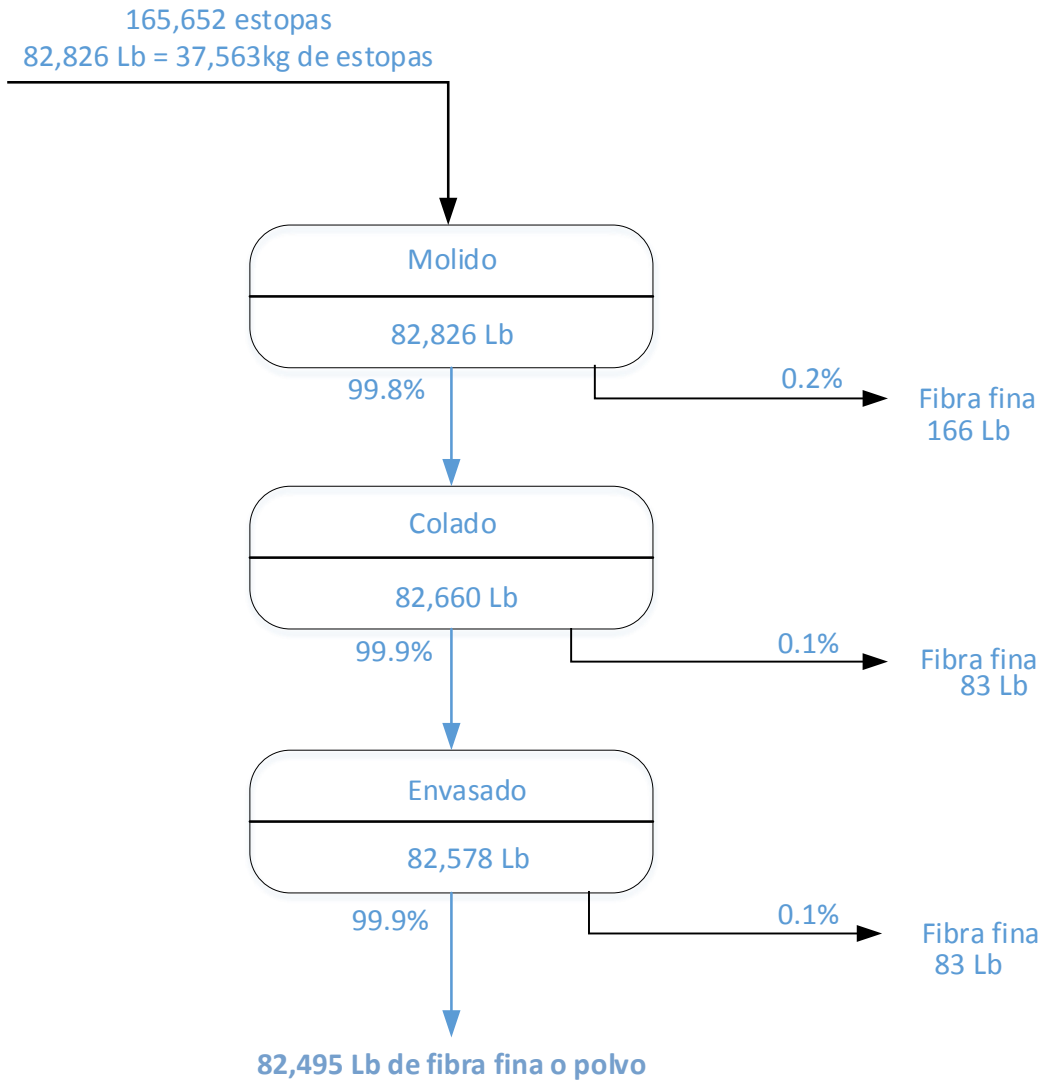 165,652 estopas
82,826 Lb = 37,563kg de estopas
Molido
82,826 Lb
99.8%
0.2%
Fibra fina
166 Lb
Colado
82,660 Lb
99.9%
0.1%
Fibra fina
83 Lb
Envasado
82,578 Lb
99.9%
0.1%
Fibra fina
83 Lb
82,495 Lb de fibra fina o polvo